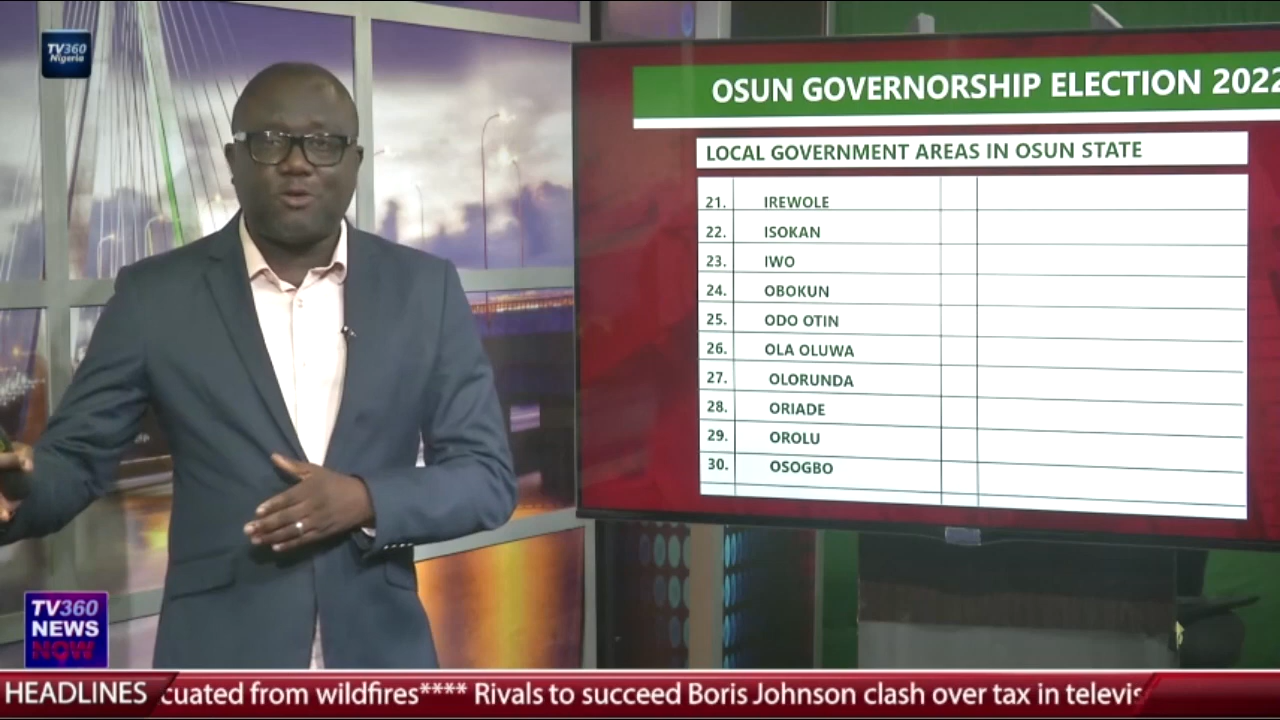 TV360
Nigeria
OSUN GOVERNORSHIP ELECTION 2022
LOCAL GOVERNMENT AREAS IN OSUN STATE
21. IREWOLE
22. ISOKAN
23. IWO
24. OBOKUN
25. ODO OTIN
26. OLA OLUWA
27. OLORUNDA
28. ORIADE
29. OROLU
30. OSOGBO
TV360
NEWS
NOW
HEADLINES cuated from wildfires**** Rivals to succeed Boris Johnson clash over tax in televis